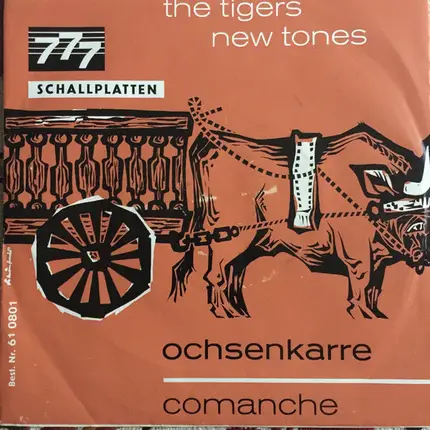 the tigers
new tones
777
SCHALLPLATTEN
Best. Nr. 61 0801
ochsenkarre
comanche